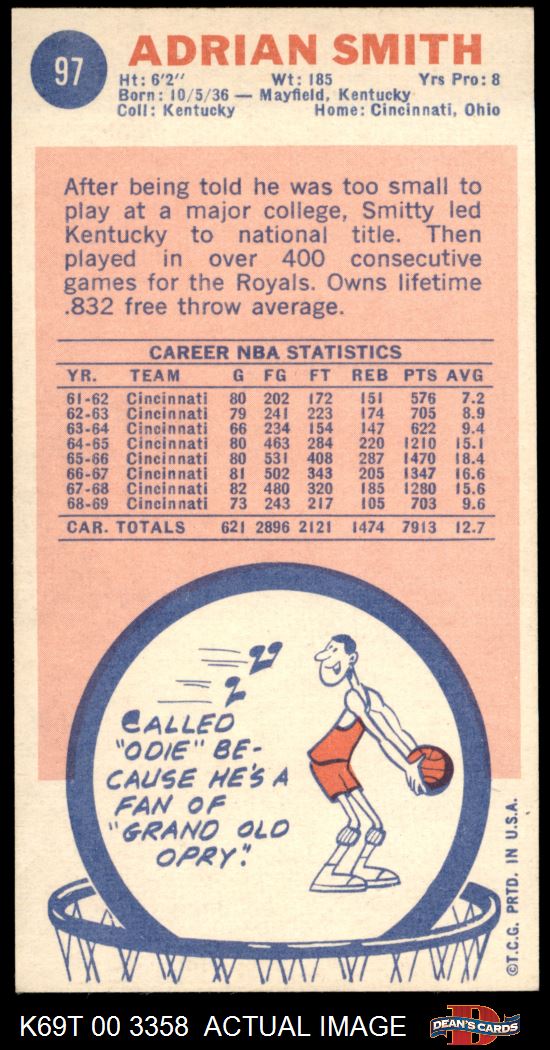 97
ADRIAN SMITH
Ht: 6'2" Wt: 185 Yrs Pro: 8
Born: 10/5/36 — Mayfield, Kentucky
Coll: Kentucky Home: Cincinnati, Ohio
After being told he was too small to
play at a major college, Smitty led
Kentucky to national title. Then
played in over 400 consecutive
games for the Royals. Owns lifetime
.832 free throw average.
CAREER NBA STATISTICS
YR. TEAM G FG FT REB PTS AVG
61-62 Cincinnati 80 202 172 151 576 7.2
62-63 Cincinnati 79 241 223 174 705 8.9
63-64 Cincinnati 66 234 154 147 622 9.4
64-65 Cincinnati 80 463 284 220 1210 15.1
65-66 Cincinnati 80 531 408 287 1470 18.4
66-67 Cincinnati 81 502 343 205 1347 16.6
67-68 Cincinnati 82 480 320 185 1280 15.6
68-69 Cincinnati 73 243 217 105 703 9.6
CAR. TOTALS 621 2896 2121 1474 7913 12.7
CALLED
"ODIE" BE-
CAUSE HE'S A
FAN OF
"GRAND OLD
OPRY."
©T.C.G. PRTD. IN U.S.A.
K69T 00 3358 ACTUAL IMAGE
D
DEAN'S CARDS